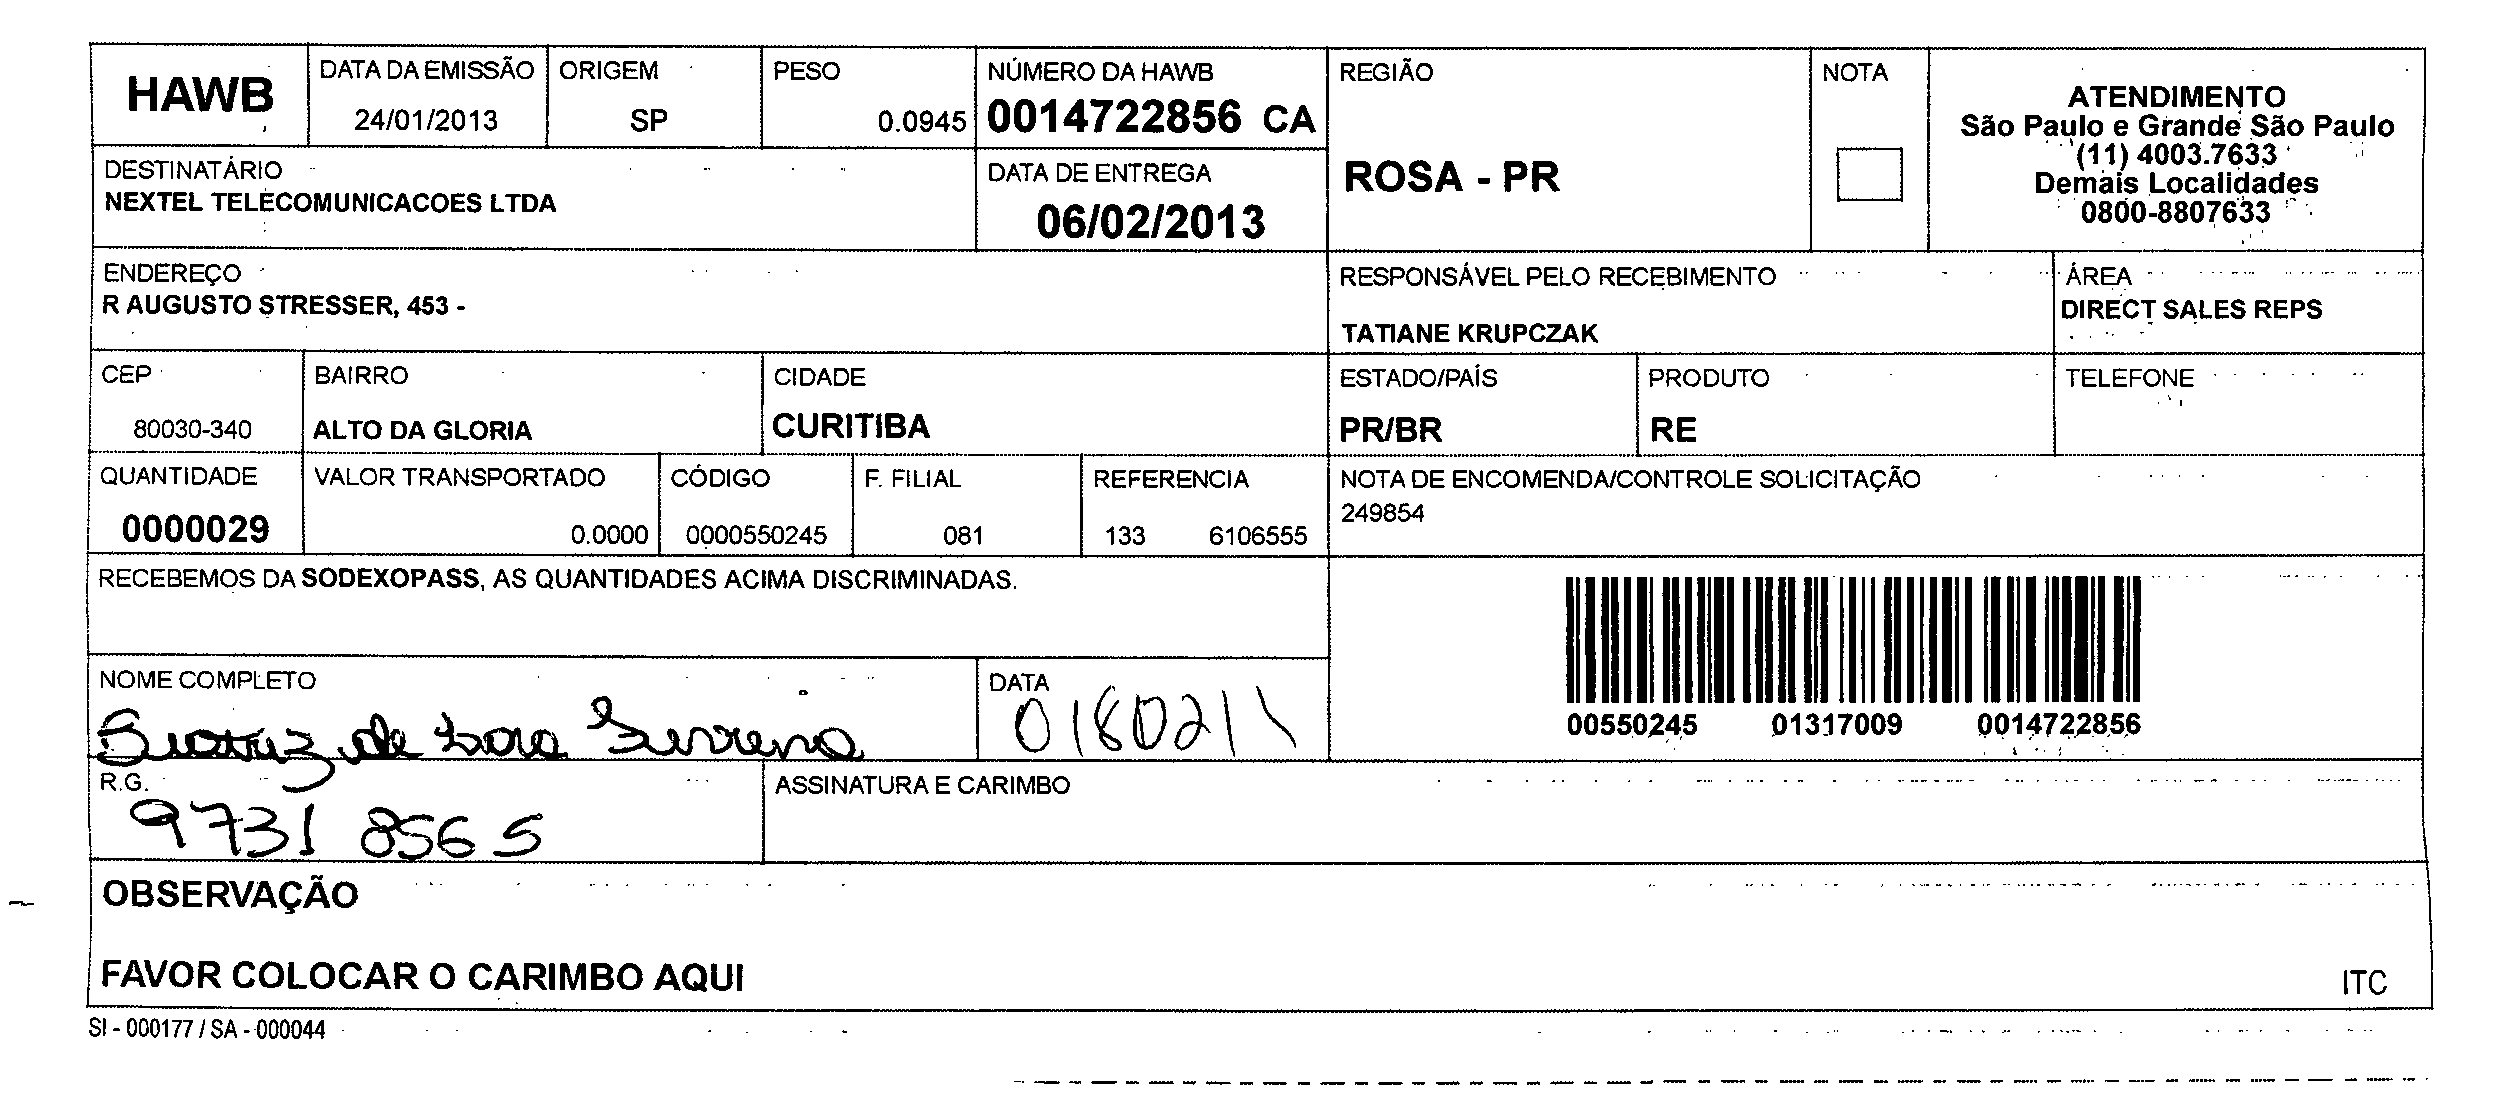 HAWB
DATA DA EMISSÃO
24/01/2013
ORIGEM
SP
PESO
0.0945
NÚMERO DA HAWB
0014722856 CA
REGIÃO
ROSA - PR
NOTA
ATENDIMENTO
São Paulo e Grande São Paulo
(11) 4003.7633
Demais Localidades
0800-8807633
DESTINATÁRIO
NEXTEL TELECOMUNICACOES LTDA
DATA DE ENTREGA
06/02/2013
ENDEREÇO
R AUGUSTO STRESSER, 453 -
RESPONSÁVEL PELO RECEBIMENTO
TATIANE KRUPCZAK
ÁREA
DIRECT SALES REPS
CEP
80030-340
BAIRRO
ALTO DA GLORIA
CIDADE
CURITIBA
ESTADO/PAÍS
PR/BR
PRODUTO
RE
TELEFONE
QUANTIDADE
0000029
VALOR TRANSPORTADO
0.0000
CÓDIGO
0000550245
F. FILIAL
081
REFERENCIA
133 6106555
NOTA DE ENCOMENDA/CONTROLE SOLICITAÇÃO
249854
RECEBEMOS DA SODEXOPASS, AS QUANTIDADES ACIMA DISCRIMINADAS.
00550245 01317009 0014722856
NOME COMPLETO
Beatriz de
DATA
R.G.
9731 856 5
ASSINATURA E CARIMBO
OBSERVAÇÃO
FAVOR COLOCAR O CARIMBO AQUI
ITC
SI - 000177 / SA - 000044